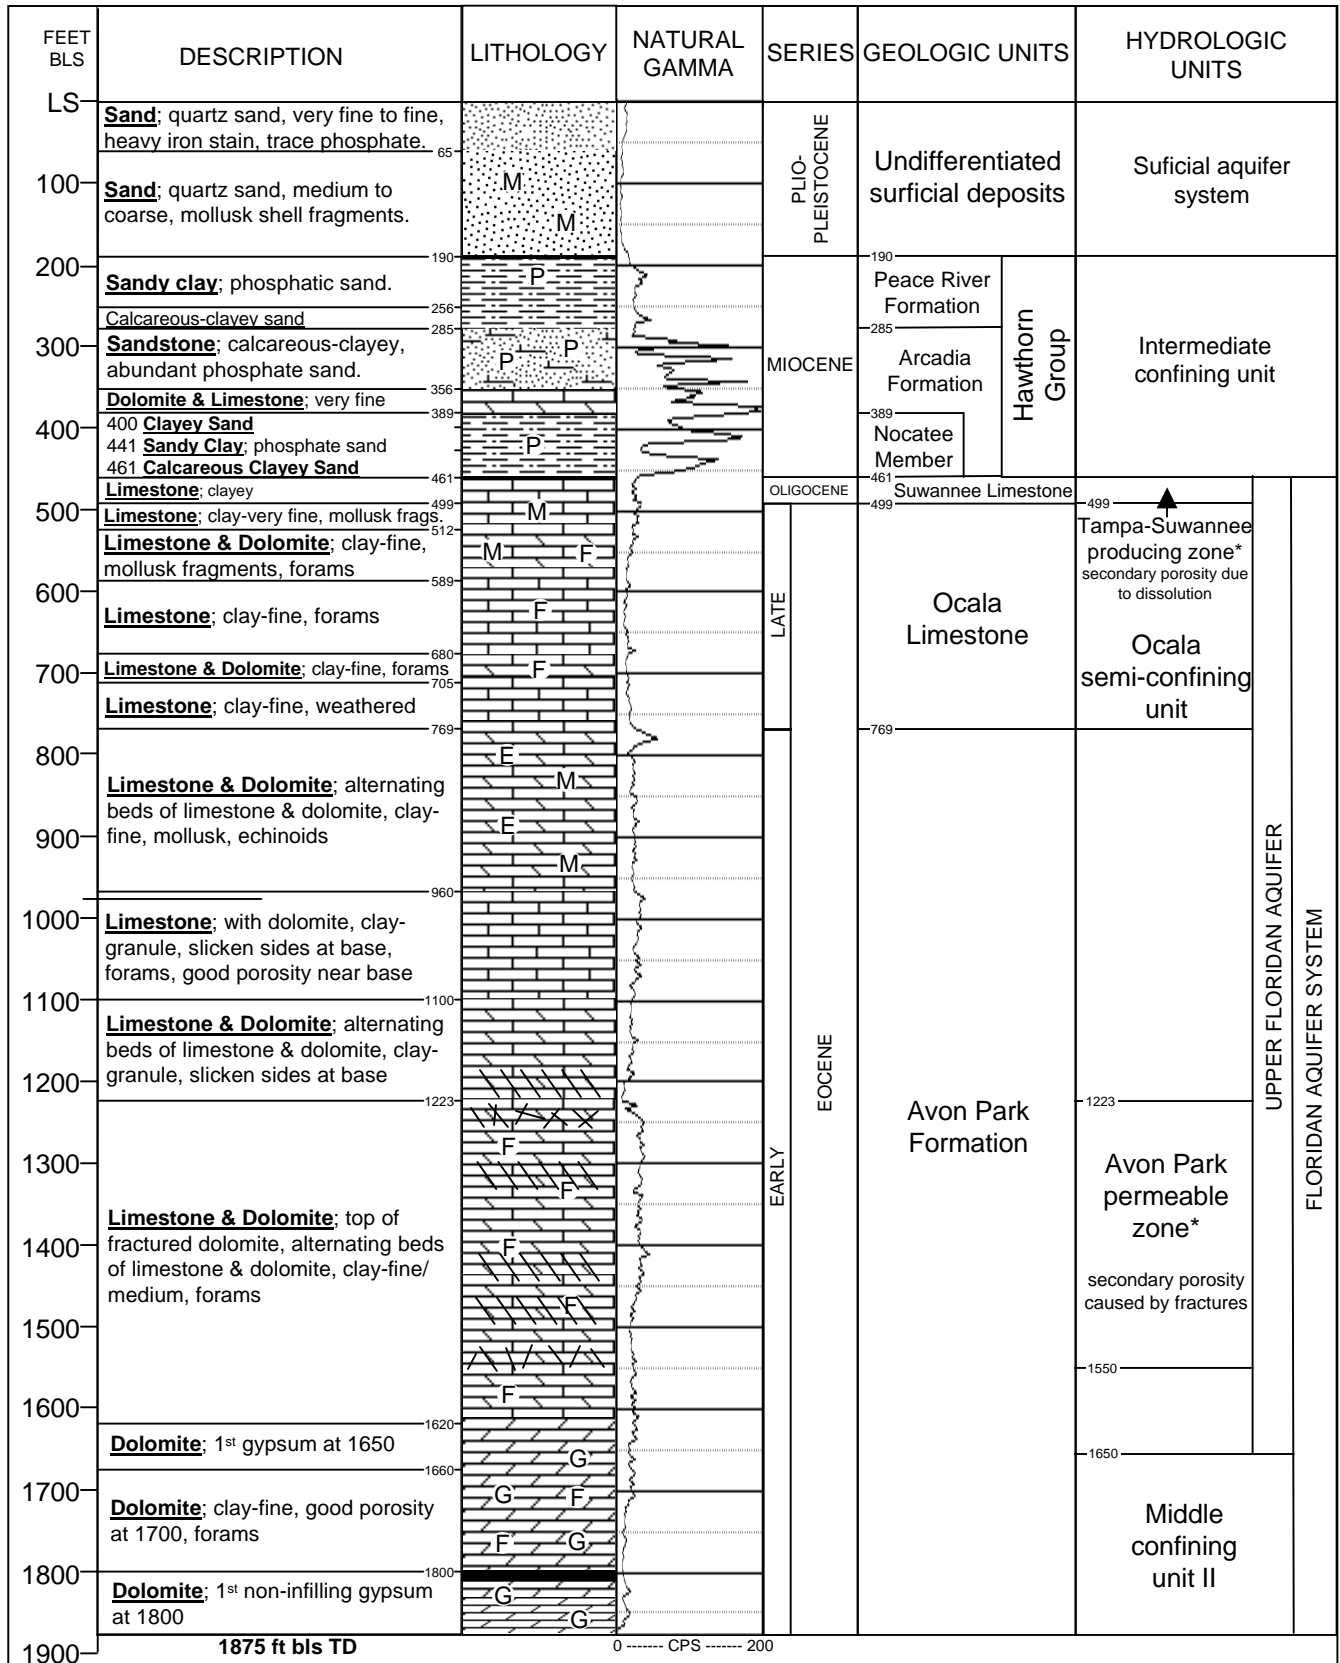 FEET
BLS
DESCRIPTION
LITHOLOGY
NATURAL
GAMMA
SERIES
GEOLOGIC UNITS
HYDROLOGIC
UNITS
LS
100
200
300
400
500
600
700
800
900
1000
1100
1200
1300
1400
1500
1600
1700
1800
1900
Sand; quartz sand, very fine to fine,
heavy iron stain, trace phosphate.
65
Sand; quartz sand, medium to
coarse, mollusk shell fragments.
190
Sandy clay; phosphatic sand.
256
Calcareous-clayey sand
285
Sandstone; calcareous-clayey,
abundant phosphate sand.
356
Dolomite & Limestone; very fine
389
400 Clayey Sand
441 Sandy Clay; phosphate sand
461 Calcareous Clayey Sand
461
Limestone; clayey
499
Limestone; clay-very fine, mollusk frags.
512
Limestone & Dolomite; clay-fine,
mollusk fragments, forams
589
Limestone; clay-fine, forams
680
Limestone & Dolomite; clay-fine, forams
705
Limestone; clay-fine, weathered
769
Limestone & Dolomite; alternating
beds of limestone & dolomite, clay-
fine, mollusk, echinoids
960
Limestone; with dolomite, clay-
granule, slicken sides at base,
forams, good porosity near base
1100
Limestone & Dolomite; alternating
beds of limestone & dolomite, clay-
granule, slicken sides at base
1223
Limestone & Dolomite; top of
fractured dolomite, alternating beds
of limestone & dolomite, clay-fine/
medium, forams
1620
Dolomite; 1st gypsum at 1650
1660
Dolomite; clay-fine, good porosity
at 1700, forams
1800
Dolomite; 1st non-infilling gypsum
at 1800
1875 ft bls TD
M
M
P
P
P
P
M
M F
F
F
E
M
E
M
F
F
F
F
F
G
G F
F G
G
G
0 ------- CPS ------- 200
PLIO-
PLEISTOCENE
MIOCENE
OLIGOCENE
LATE
EARLY
EOCENE
Undifferentiated
surficial deposits
190
Peace River
Formation
285
Arcadia
Formation
389
Nocatee
Member
Hawthorn
Group
461
Suwannee Limestone
499
Ocala
Limestone
769
Avon Park
Formation
Suficial aquifer
system
Intermediate
confining unit
499
Tampa-Suwannee
producing zone*
secondary porosity due
to dissolution
Ocala
semi-confining
unit
1223
Avon Park
permeable
zone*
secondary porosity
caused by fractures
1550
1650
Middle
confining
unit II
UPPER FLORIDAN AQUIFER
FLORIDAN AQUIFER SYSTEM